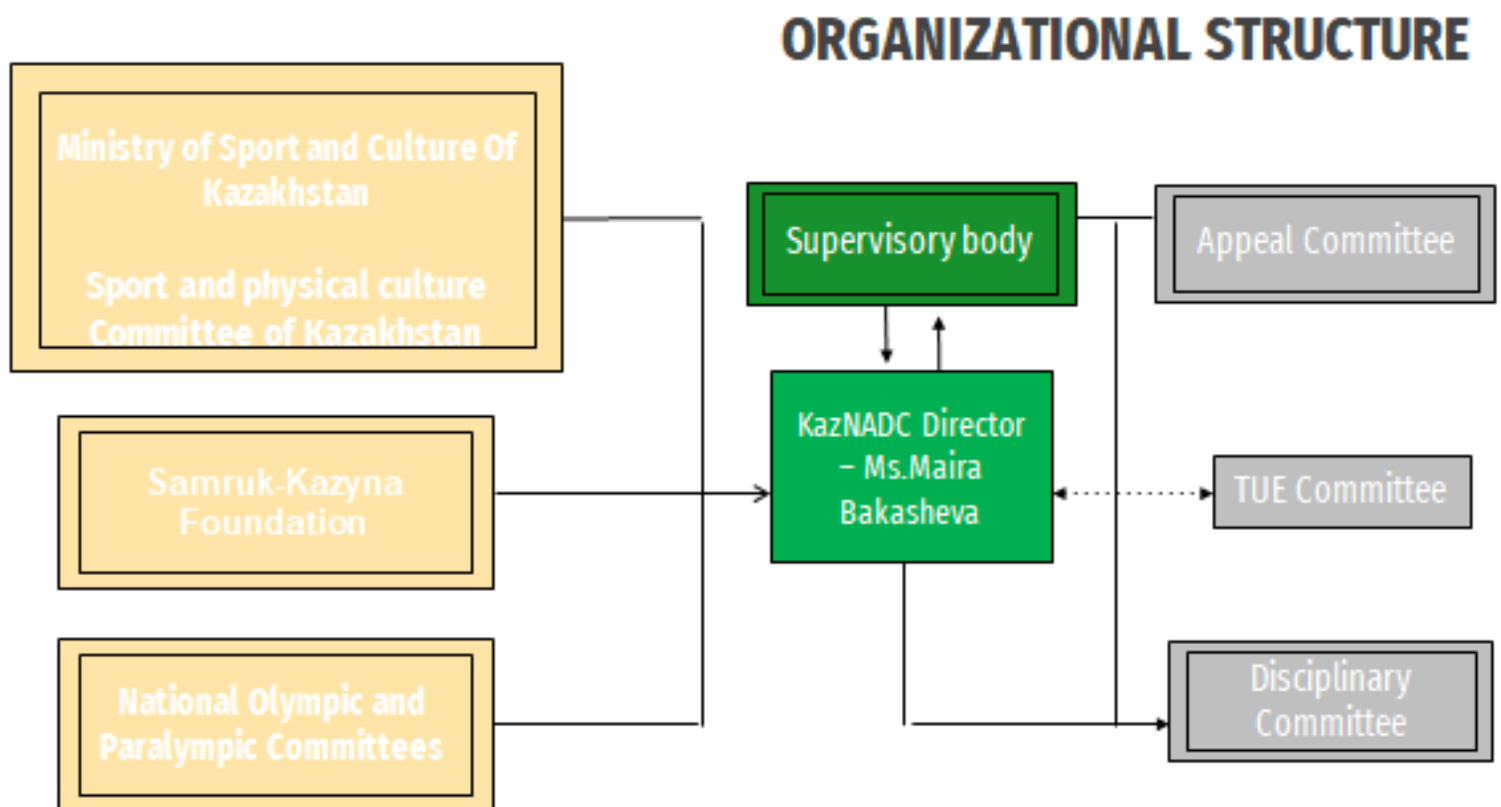 ORGANIZATIONAL STRUCTURE
Ministry of Sport and Culture Of
Kazakhstan
Sport and physical culture
Committee of Kazakhstan
Samruk-Kazyna
Foundation
National Olympic and
Paralympic Committees
Supervisory body
KazNADC Director
– Ms.Maira
Bakasheva
Appeal Committee
TUE Committee
Disciplinary
Committee